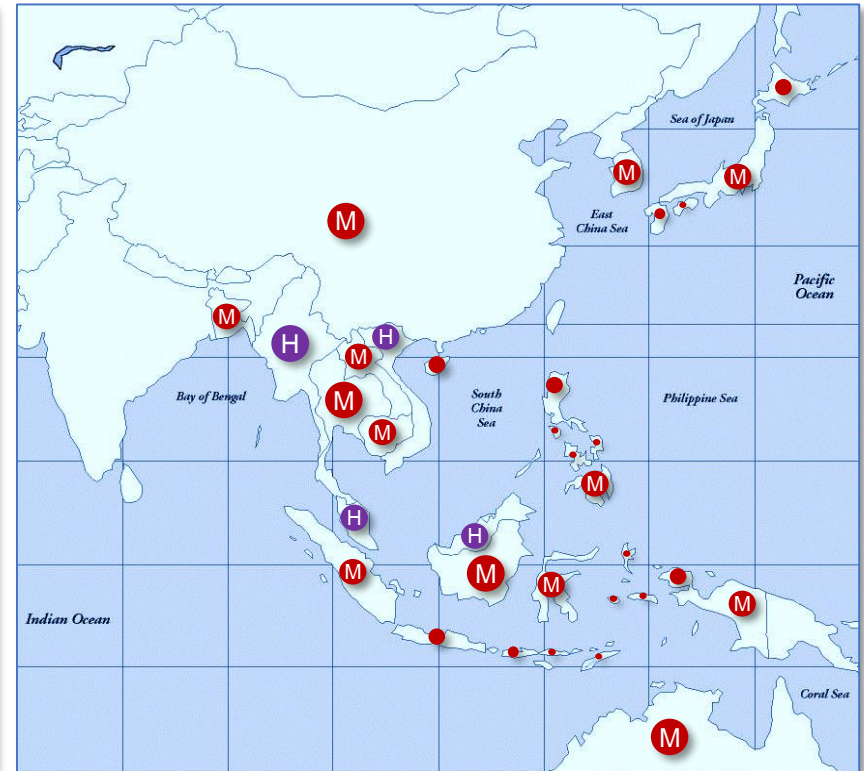 Sea of Japan
M
M
East
China Sea
M
Pacific
Ocean
M
H
H
M
Bay of Bengal
M
South
China
Sea
Philippine Sea
M
M
H
H
M
M
M
M
Indian Ocean
Coral Sea
M